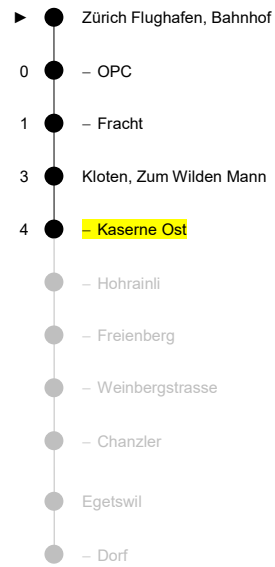 ► Zürich Flughafen, Bahnhof
0 – OPC
1 – Fracht
3 Kloten, Zum Wilden Mann
4 – Kaserne Ost
– Hohrainli
– Freienberg
– Weinbergstrasse
– Chanzler
Egetswil
– Dorf